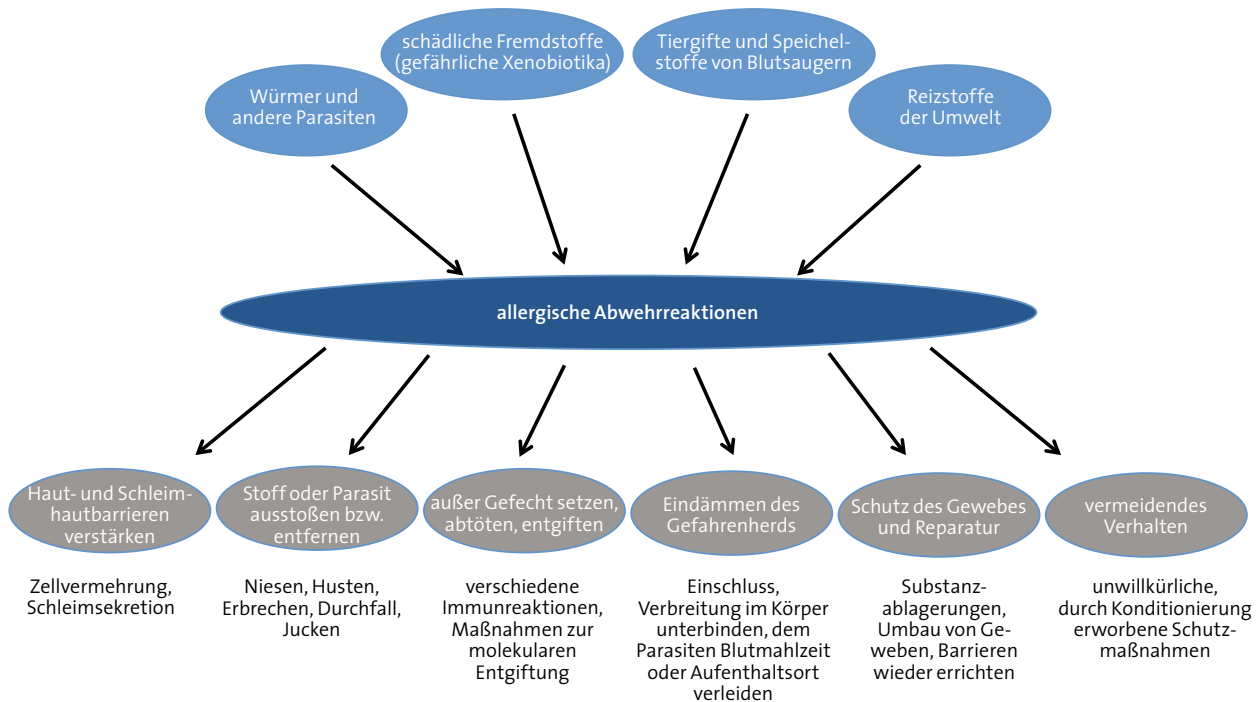 schädliche Fremdstoffe
(gefährliche Xenobiotika)
Tiergifte und Speichel-
stoffe von Blutsaugern
Würmer und
andere Parasiten
Reizstoffe
der Umwelt
allergische Abwehrreaktionen
Haut- und Schleim-
hautbarrieren
verstärken
Stoff oder Parasit
ausstoßen bzw.
entfernen
außer Gefecht setzen,
abtöten, entgiften
Eindämmen des
Gefahrenherds
Schutz des Gewebes
und Reparatur
vermeidendes
Verhalten
Zellvermehrung,
Schleimsekretion
Niesen, Husten,
Erbrechen, Durchfall,
Jucken
verschiedene
Immunreaktionen,
Maßnahmen zur
molekularen
Entgiftung
Einschluss,
Verbreitung im Körper
unterbinden, dem
Parasiten Blutmahlzeit
oder Aufenthaltsort
verleiden
Substanz-
ablagerungen,
Umbau von Ge-
weben, Barrieren
wieder errichten
unwillkürliche,
durch Konditionierung
erworbene Schutz-
maßnahmen